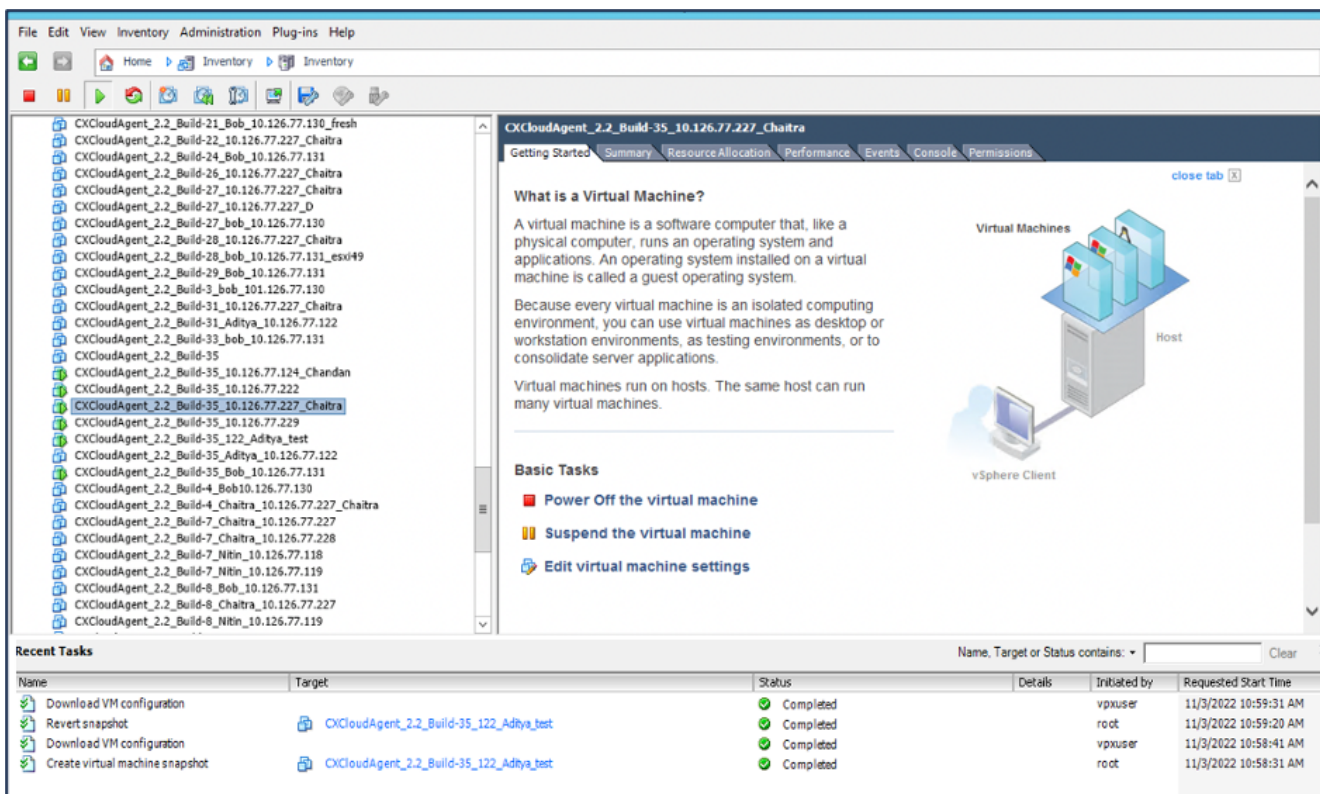 File Edit View Inventory Administration Plug-ins Help
Home Inventory Inventory
CXCloudAgent_2.2_Build-21_Bob_10.126.77.130_fresh
CXCloudAgent_2.2_Build-22_10.126.77.227_Chaitra
CXCloudAgent_2.2_Build-24_Bob_10.126.77.131
CXCloudAgent_2.2_Build-26_10.126.77.227_Chaitra
CXCloudAgent_2.2_Build-27_10.126.77.227_Chaitra
CXCloudAgent_2.2_Build-27_10.126.77.227_D
CXCloudAgent_2.2_Build-27_bob_10.126.77.130
CXCloudAgent_2.2_Build-28_10.126.77.227_Chaitra
CXCloudAgent_2.2_Build-28_bob_10.126.77.131_esxi49
CXCloudAgent_2.2_Build-29_Bob_10.126.77.131
CXCloudAgent_2.2_Build-3_bob_101.126.77.130
CXCloudAgent_2.2_Build-31_10.126.77.227_Chaitra
CXCloudAgent_2.2_Build-31_Aditya_10.126.77.122
CXCloudAgent_2.2_Build-33_bob_10.126.77.131
CXCloudAgent_2.2_Build-35
CXCloudAgent_2.2_Build-35_10.126.77.124_Chandan
CXCloudAgent_2.2_Build-35_10.126.77.222
CXCloudAgent_2.2_Build-35_10.126.77.227_Chaitra
CXCloudAgent_2.2_Build-35_10.126.77.229
CXCloudAgent_2.2_Build-35_122_Aditya_test
CXCloudAgent_2.2_Build-35_Aditya_10.126.77.122
CXCloudAgent_2.2_Build-35_Bob_10.126.77.131
CXCloudAgent_2.2_Build-4_Bob10.126.77.130
CXCloudAgent_2.2_Build-4_Chaitra_10.126.77.227_Chaitra
CXCloudAgent_2.2_Build-7_Chaitra_10.126.77.227
CXCloudAgent_2.2_Build-7_Chaitra_10.126.77.228
CXCloudAgent_2.2_Build-7_Nitin_10.126.77.118
CXCloudAgent_2.2_Build-7_Nitin_10.126.77.119
CXCloudAgent_2.2_Build-8_Bob_10.126.77.131
CXCloudAgent_2.2_Build-8_Chaitra_10.126.77.227
CXCloudAgent_2.2_Build-8_Nitin_10.126.77.119
CXCloudAgent_2.2_Build-35_10.126.77.227_Chaitra
Getting Started Summary Resource Allocation Performance Events Console Permissions
close tab X
What is a Virtual Machine?
A virtual machine is a software computer that, like a
physical computer, runs an operating system and
applications. An operating system installed on a virtual
machine is called a guest operating system.
Because every virtual machine is an isolated computing
environment, you can use virtual machines as desktop or
workstation environments, as testing environments, or to
consolidate server applications.
Virtual machines run on hosts. The same host can run
many virtual machines.
Virtual Machines
Host
vSphere Client
Basic Tasks
Power Off the virtual machine
Suspend the virtual machine
Edit virtual machine settings
Recent Tasks Name, Target or Status contains: Clear
Name Target Status Details Initiated by Requested Start Time
Download VM configuration Completed vpxuser 11/3/2022 10:59:31 AM
Revert snapshot CXCloudAgent_2.2_Build-35_122_Aditya_test Completed root 11/3/2022 10:59:20 AM
Download VM configuration Completed vpxuser 11/3/2022 10:58:41 AM
Create virtual machine snapshot CXCloudAgent_2.2_Build-35_122_Aditya_test Completed root 11/3/2022 10:58:31 AM